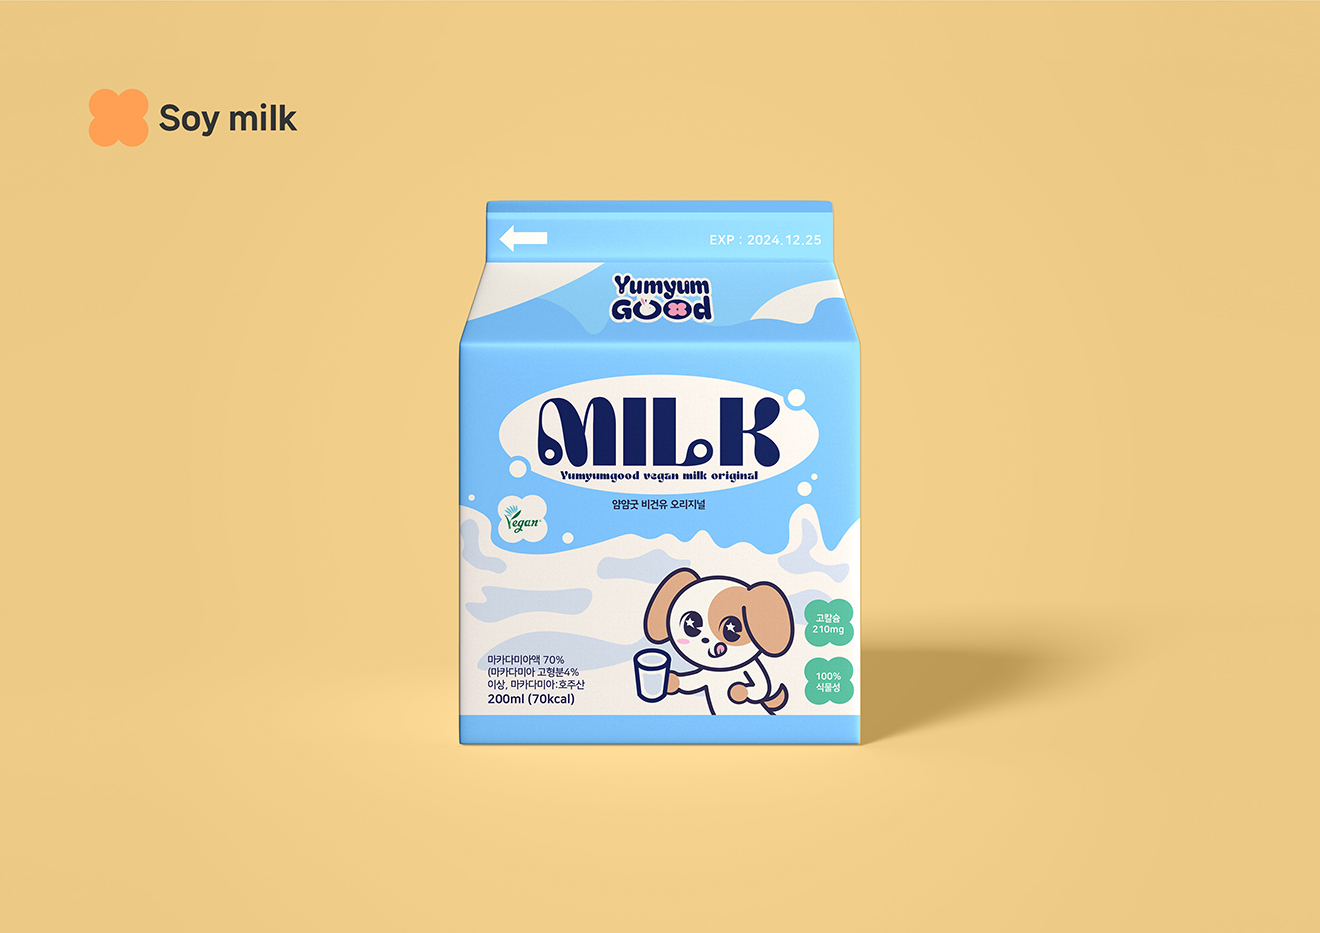 Soy milk
EXP : 2024.12.25
Yumyum
Good
MILK
Yumyumgood vegan milk original
얌얌굿 비건유 오리지널
Vegan
마카다미아액 70%
(마카다미아 고형분4%
이상, 마카다미아:호주산
200ml (70kcal)
고칼슘
210mg
100%
식물성